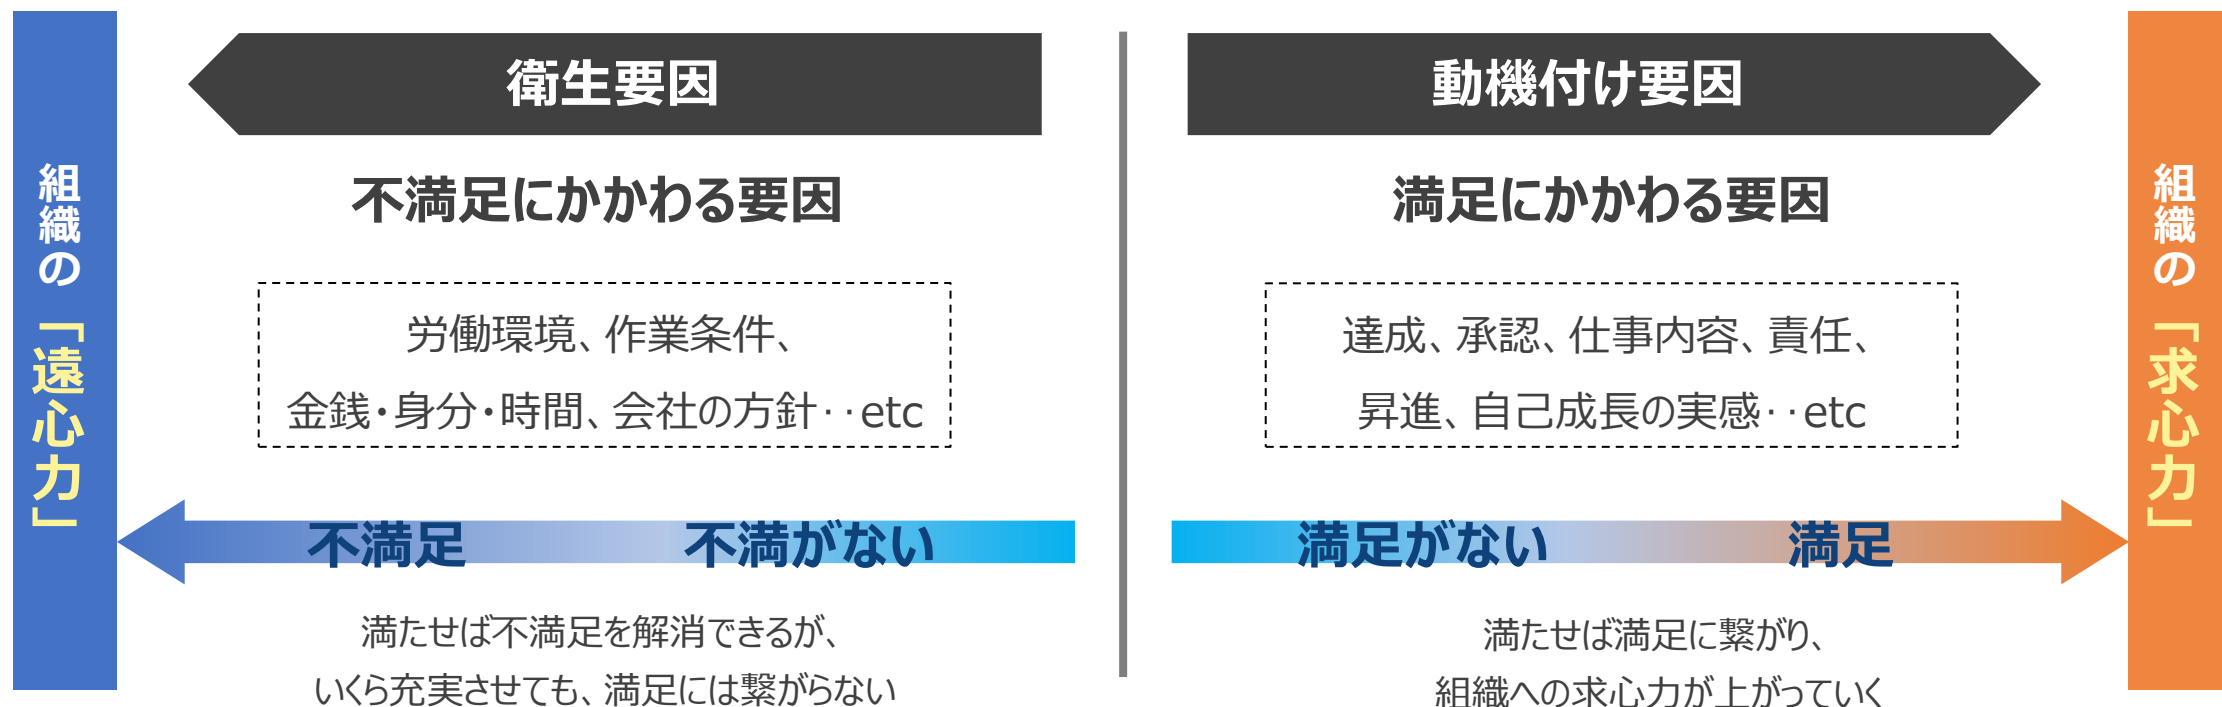 組織の「遠心力」
衛生要因
不満足にかかわる要因
労働環境、作業条件、
金銭・身分・時間、会社の方針‥etc
不満足
不満がない
満たせば不満足を解消できるが、
いくら充実させても、満足には繋がらない
動機付け要因
満足にかかわる要因
達成、承認、仕事内容、責任、
昇進、自己成長の実感‥etc
満足がない
満足
満たせば満足に繋がり、
組織への求心力が上がっていく
組織の「求心力」